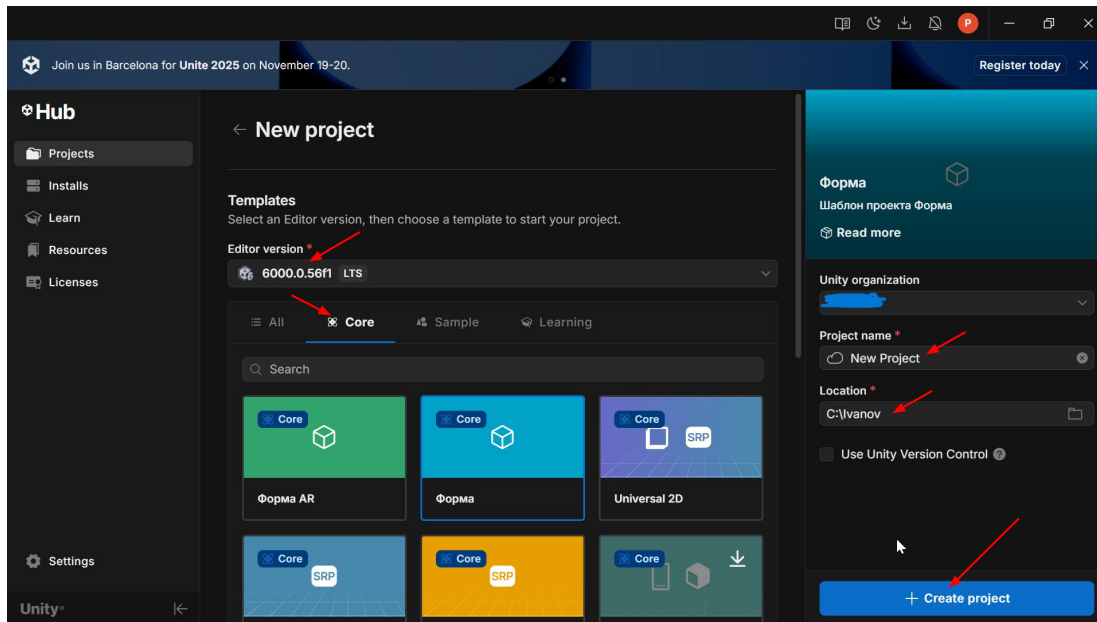 P
Join us in Barcelona for Unite 2025 on November 19-20.
Register today
Hub
New project
Projects
Installs
Learn
Resources
Licenses
Settings
Unity
Templates
Select an Editor version, then choose a template to start your project.
Editor version *
6000.0.56f1 LTS
All Core Sample Learning
Search
Core Core Core
SRP
Форма AR Форма Universal 2D
Core Core Core
SRP SRP
Форма
Шаблон проекта Форма
Read more
Unity organization
Project name *
New Project
Location *
C:\Ivanov
Use Unity Version Control ?
+ Create project